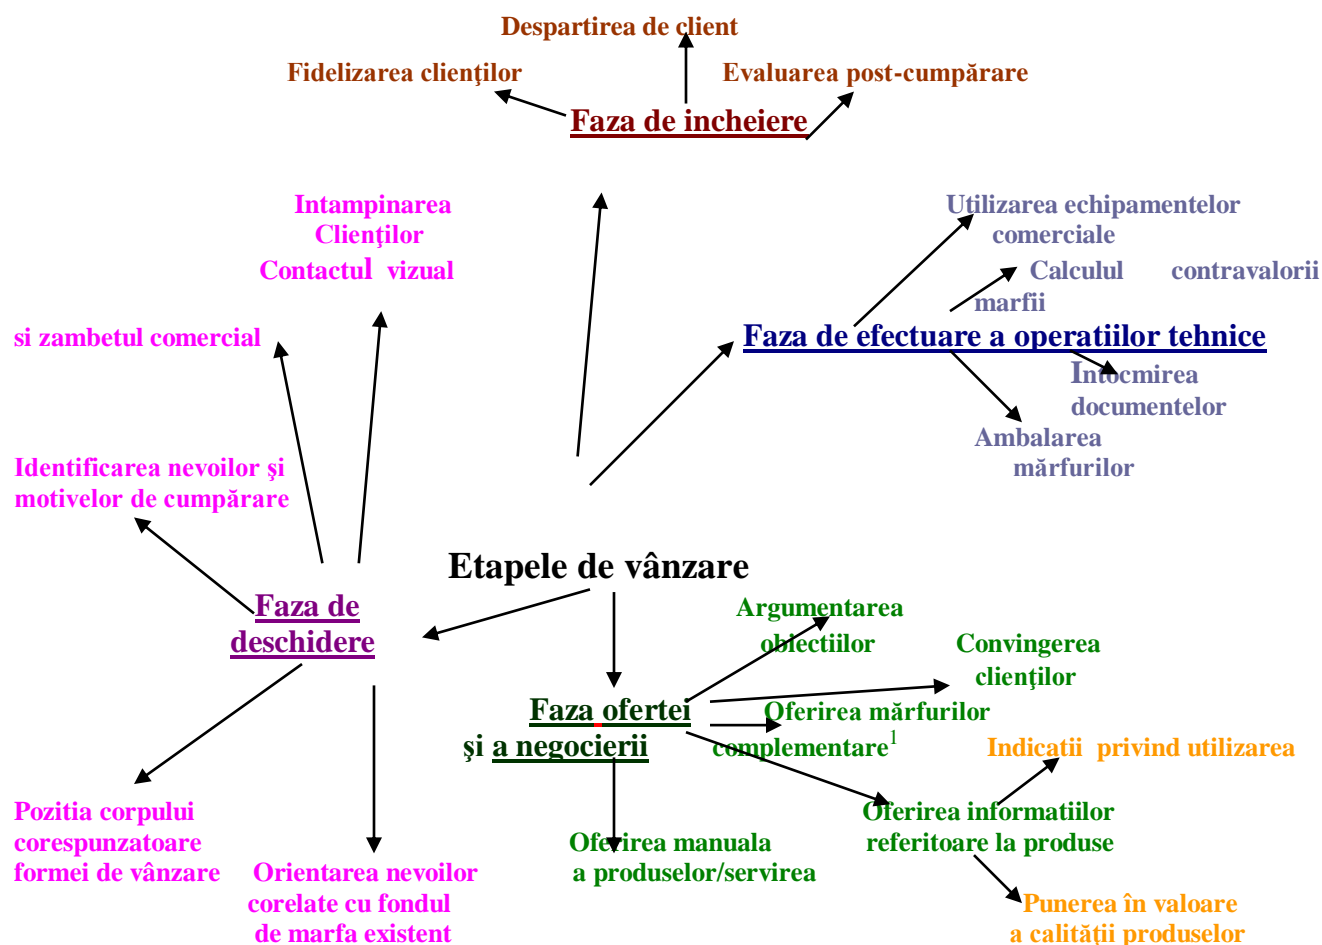 Despartirea de client
Fidelizarea clienţilor
Evaluarea post-cumpărare
Faza de incheiere
Intampinarea
Clienţilor
Contactul vizual
si zambetul comercial
Utilizarea echipamentelor
comerciale
Calculul contravalorii
marfii
Faza de efectuare a operatiilor tehnice
Intocmirea
documentelor
Ambalarea
mărfurilor
Identificarea nevoilor şi
motivelor de cumpărare
Etapele de vânzare
Faza de
deschidere
Argumentarea
obiectiilor
Convingerea
clienţilor
Faza ofertei
şi a negocierii
Oferirea mărfurilor
complementare1
Indicatii privind utilizarea
Pozitia corpului
corespunzatoare
formei de vânzare
Orientarea nevoilor
corelate cu fondul
de marfa existent
Oferirea manuala
a produselor/servirea
Oferirea informatiilor
referitoare la produse
Punerea în valoare
a calităţii produselor